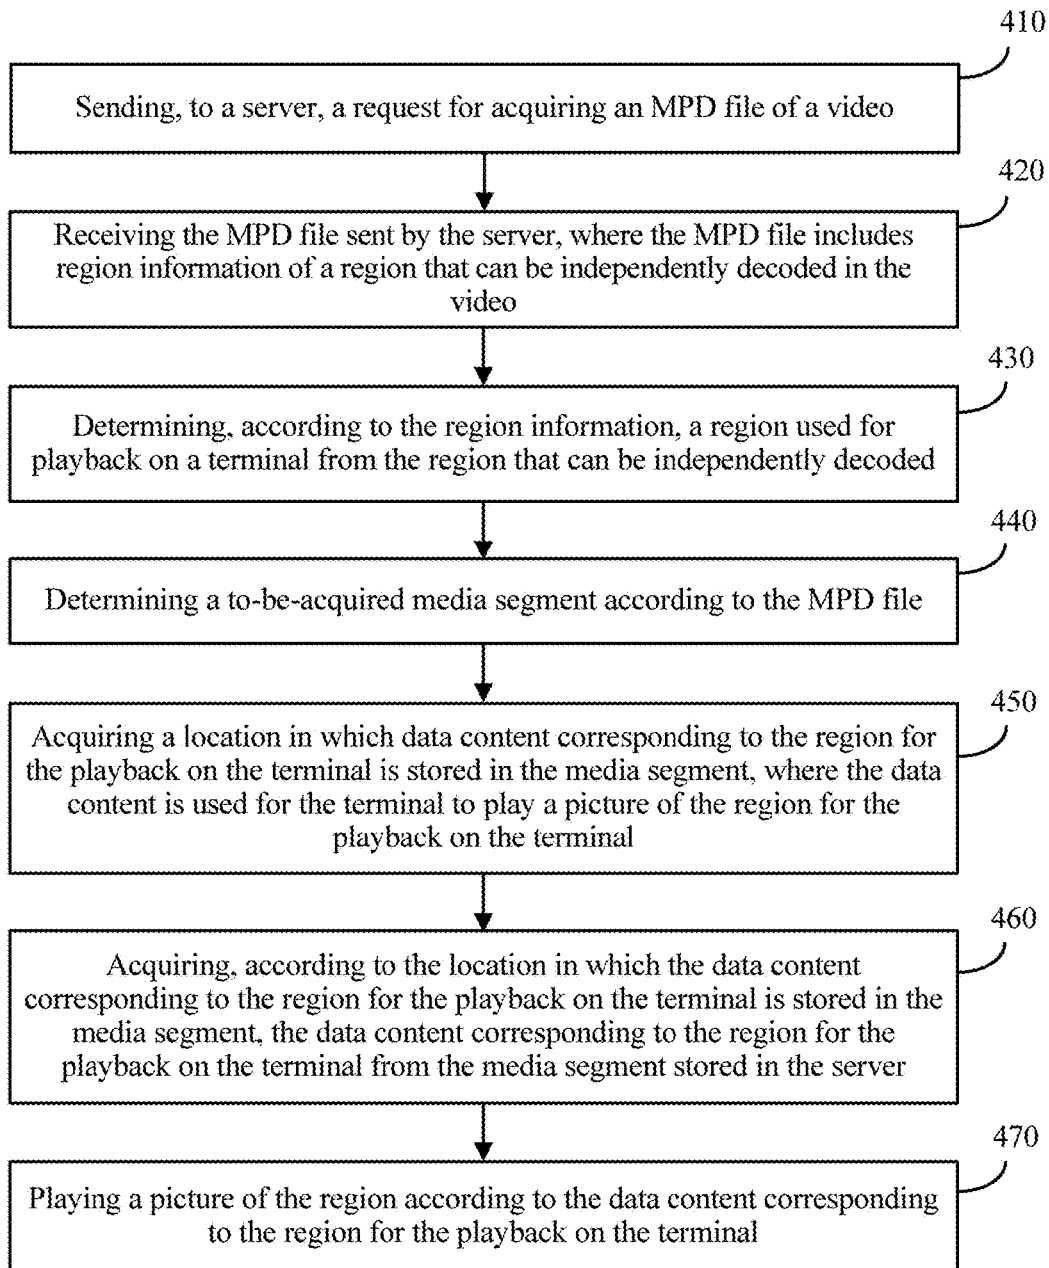 410
Sending, to a server, a request for acquiring an MPD file of a video
420
Receiving the MPD file sent by the server, where the MPD file includes
region information of a region that can be independently decoded in the
video
430
Determining, according to the region information, a region used for
playback on a terminal from the region that can be independently decoded
440
Determining a to-be-acquired media segment according to the MPD file
450
Acquiring a location in which data content corresponding to the region for
the playback on the terminal is stored in the media segment, where the data
content is used for the terminal to play a picture of the region for the
playback on the terminal
460
Acquiring, according to the location in which the data content
corresponding to the region for the playback on the terminal is stored in the
media segment, the data content corresponding to the region for the
playback on the terminal from the media segment stored in the server
470
Playing a picture of the region according to the data content corresponding
to the region for the playback on the terminal